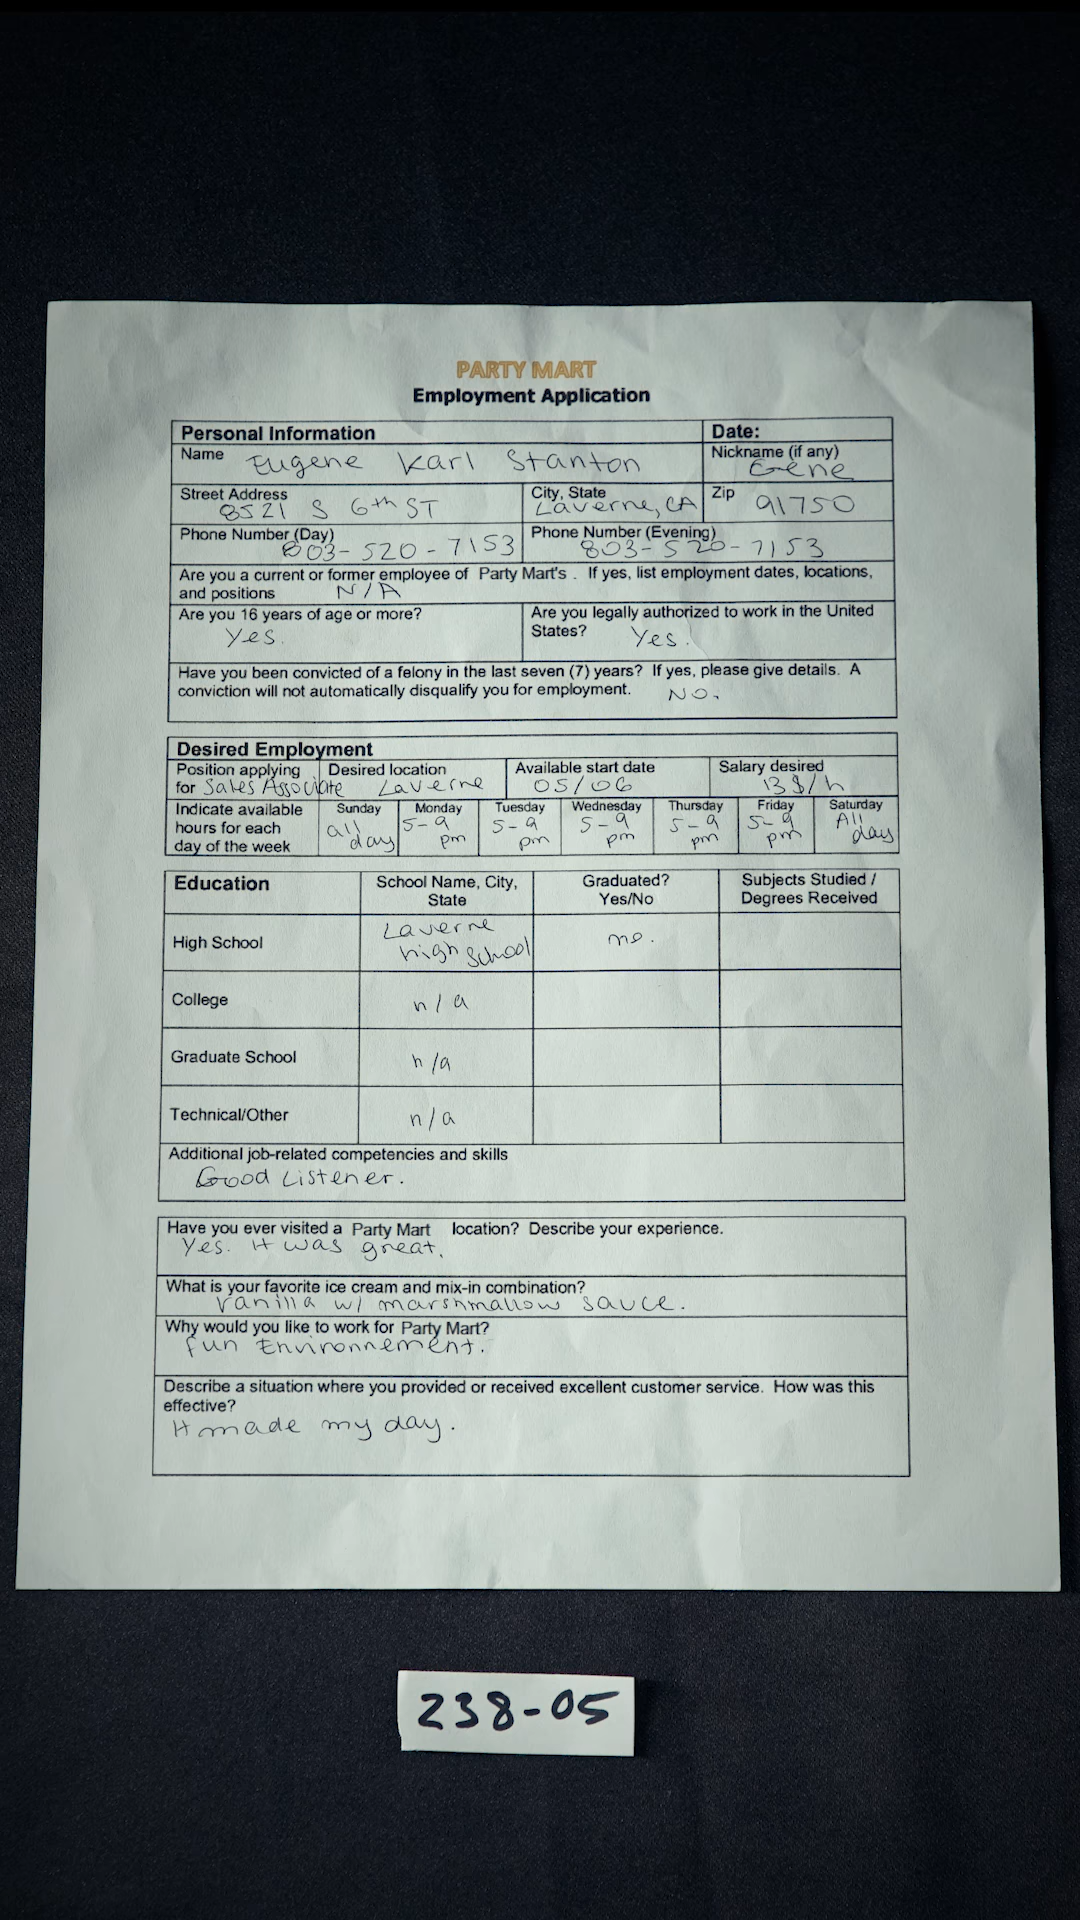 PARTY MART
Employment Application
Personal Information Date:
Name Eugene Karl Stanton Nickname (if any) Gene
Street Address 8521 S 6th ST City, State Laverne, CA Zip 91750
Phone Number (Day) 803-520-7153 Phone Number (Evening) 803-520-7153
Are you a current or former employee of Party Mart's . If yes, list employment dates, locations,
and positions N/A
Are you 16 years of age or more? Yes. Are you legally authorized to work in the United
States? Yes.
Have you been convicted of a felony in the last seven (7) years? If yes, please give details. A
conviction will not automatically disqualify you for employment. No.
Desired Employment
Position applying for Sales Associate Desired location Laverne Available start date 05/06 Salary desired 13$/h
Indicate available hours for each day of the week
Sunday Monday Tuesday Wednesday Thursday Friday Saturday
all day 5-9 pm 5-9 pm 5-9 pm 5-9 pm 5-9 pm All day
Education School Name, City, State Graduated? Yes/No Subjects Studied / Degrees Received
High School Laverne high school no.
College n/a
Graduate School n/a
Technical/Other n/a
Additional job-related competencies and skills
Good Listener.
Have you ever visited a Party Mart location? Describe your experience.
Yes. It was great.
What is your favorite ice cream and mix-in combination?
vanilla w/ marshmallow sauce.
Why would you like to work for Party Mart?
fun Environnement.
Describe a situation where you provided or received excellent customer service. How was this
effective?
It made my day.
238-05